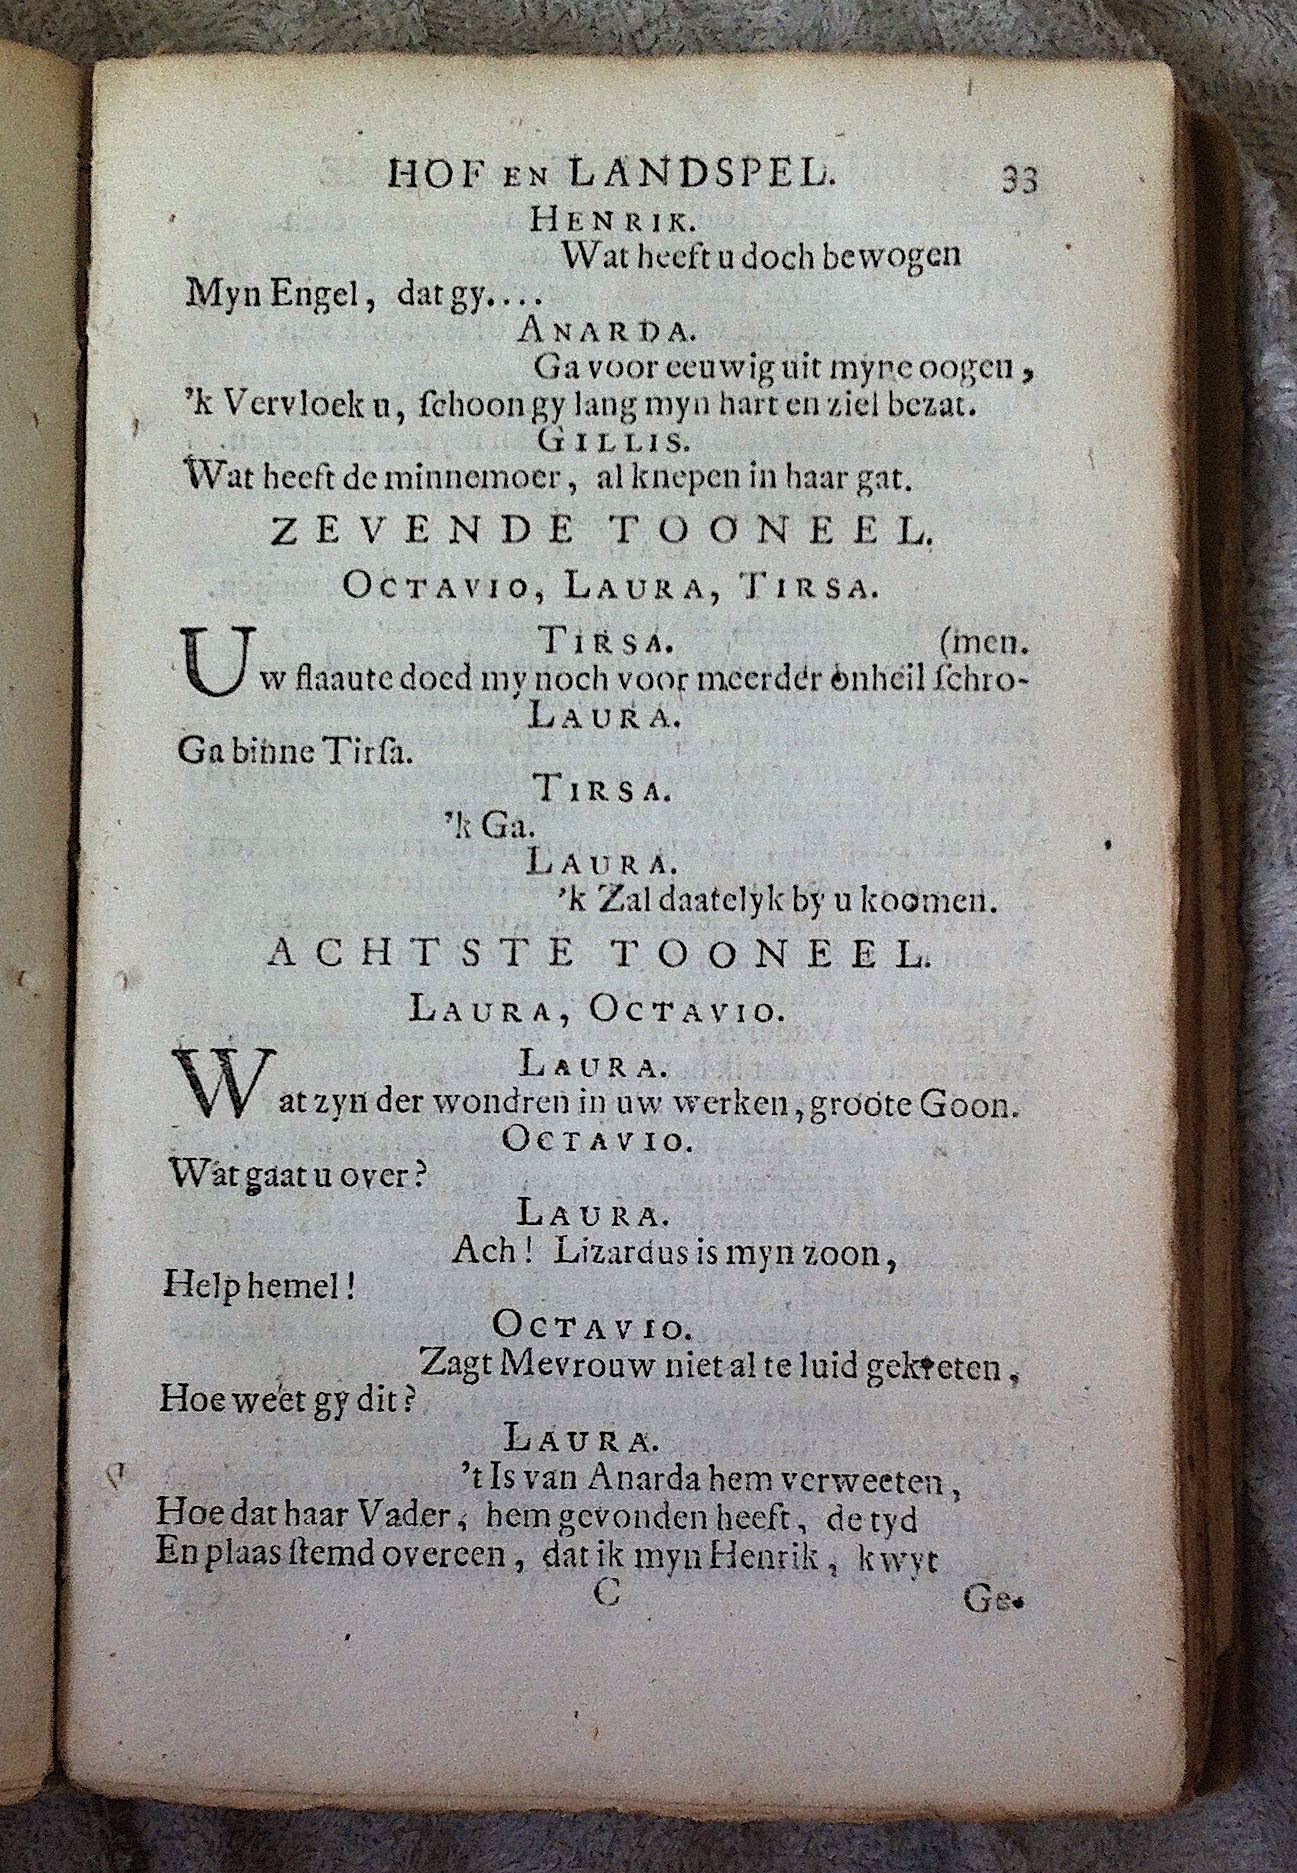 HOF EN LANDSPEL. 33
HENRIK.
Wat heeft u doch bewogen
Myn Engel, dat gy....
ANARDA.
Ga voor eeuwig uit myne oogen,
'k Vervloek u, ſchoon gy lang myn hart en ziel bezat.
GILLIS.
Wat heeft de minnemoer, al knepen in haar gat.
ZEVENDE TOONEEL.
OCTAVIO, LAURA, TIRSA.
TIRSA. (men.
Uw flaaute doed my noch voor meerder onheil ſchro-
LAURA.
Ga binne Tirſa.
TIRSA.
'k Ga.
LAURA.
'k Zal daatelyk by u koomen.
ACHTSTE TOONEEL.
LAURA, OCTAVIO.
LAURA.
Wat zyn der wondren in uw werken, groote Goon.
OCTAVIO.
Wat gaat u over?
LAURA.
Ach! Lizardus is myn zoon,
Help hemel!
OCTAVIO.
Zagt Mevrouw niet al te luid gekreten,
Hoe weet gy dit?
LAURA.
't Is van Anarda hem verweeten,
Hoe dat haar Vader, hem gevonden heeft, de tyd
En plaas ſtemd overeen, dat ik myn Henrik, kwyt
C Ge-